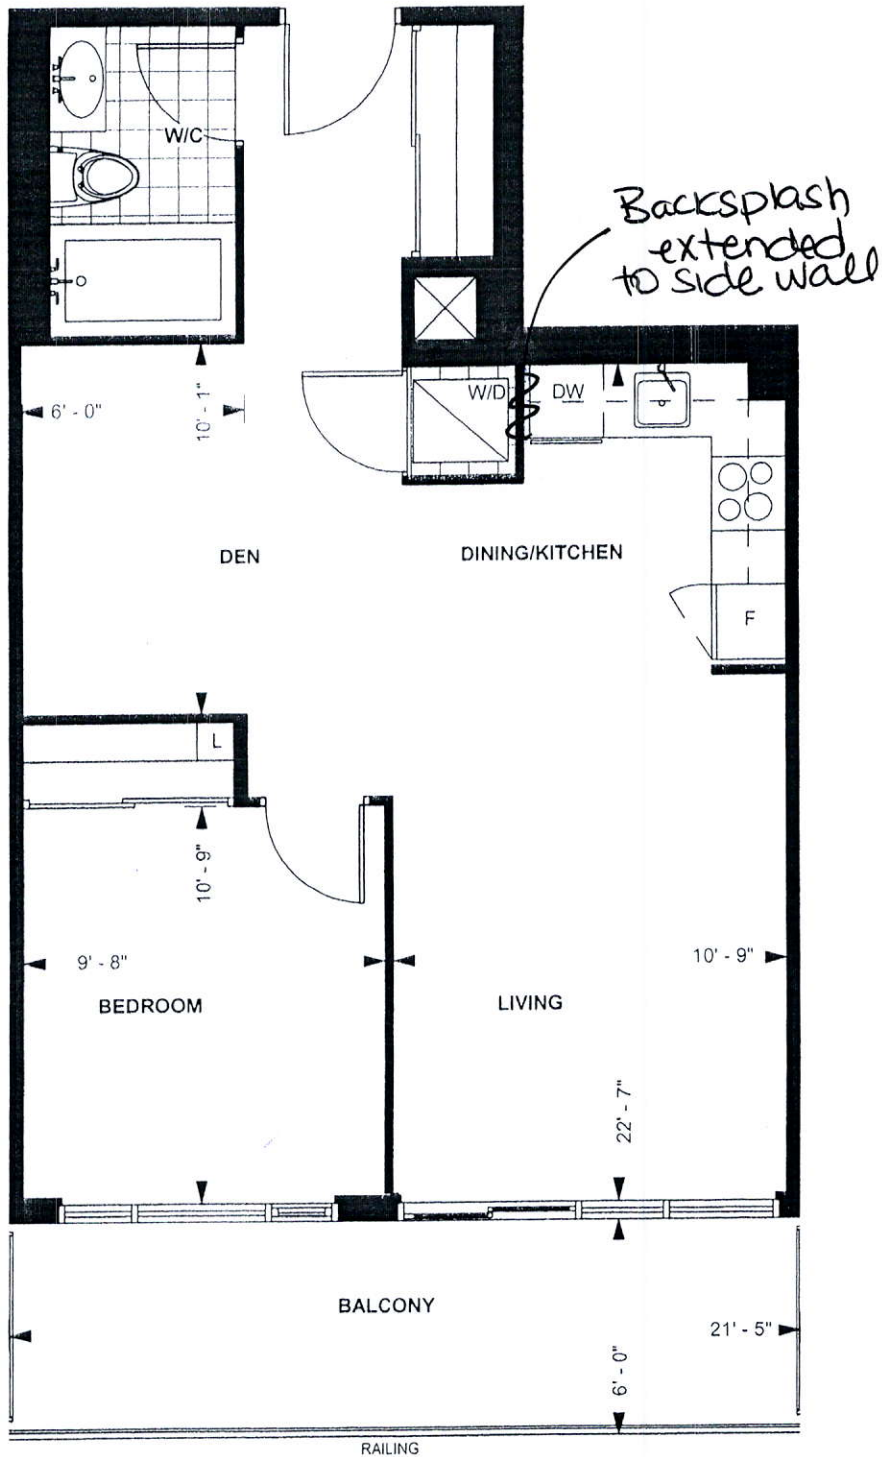 W/C
Backsplash
extended
to side wall
6' - 0"
10' - 1"
W/D
DW
DEN
DINING/KITCHEN
F
L
10' - 9"
9' - 8"
10' - 9"
BEDROOM
LIVING
22' - 7"
BALCONY
21' - 5"
6' - 0"
RAILING